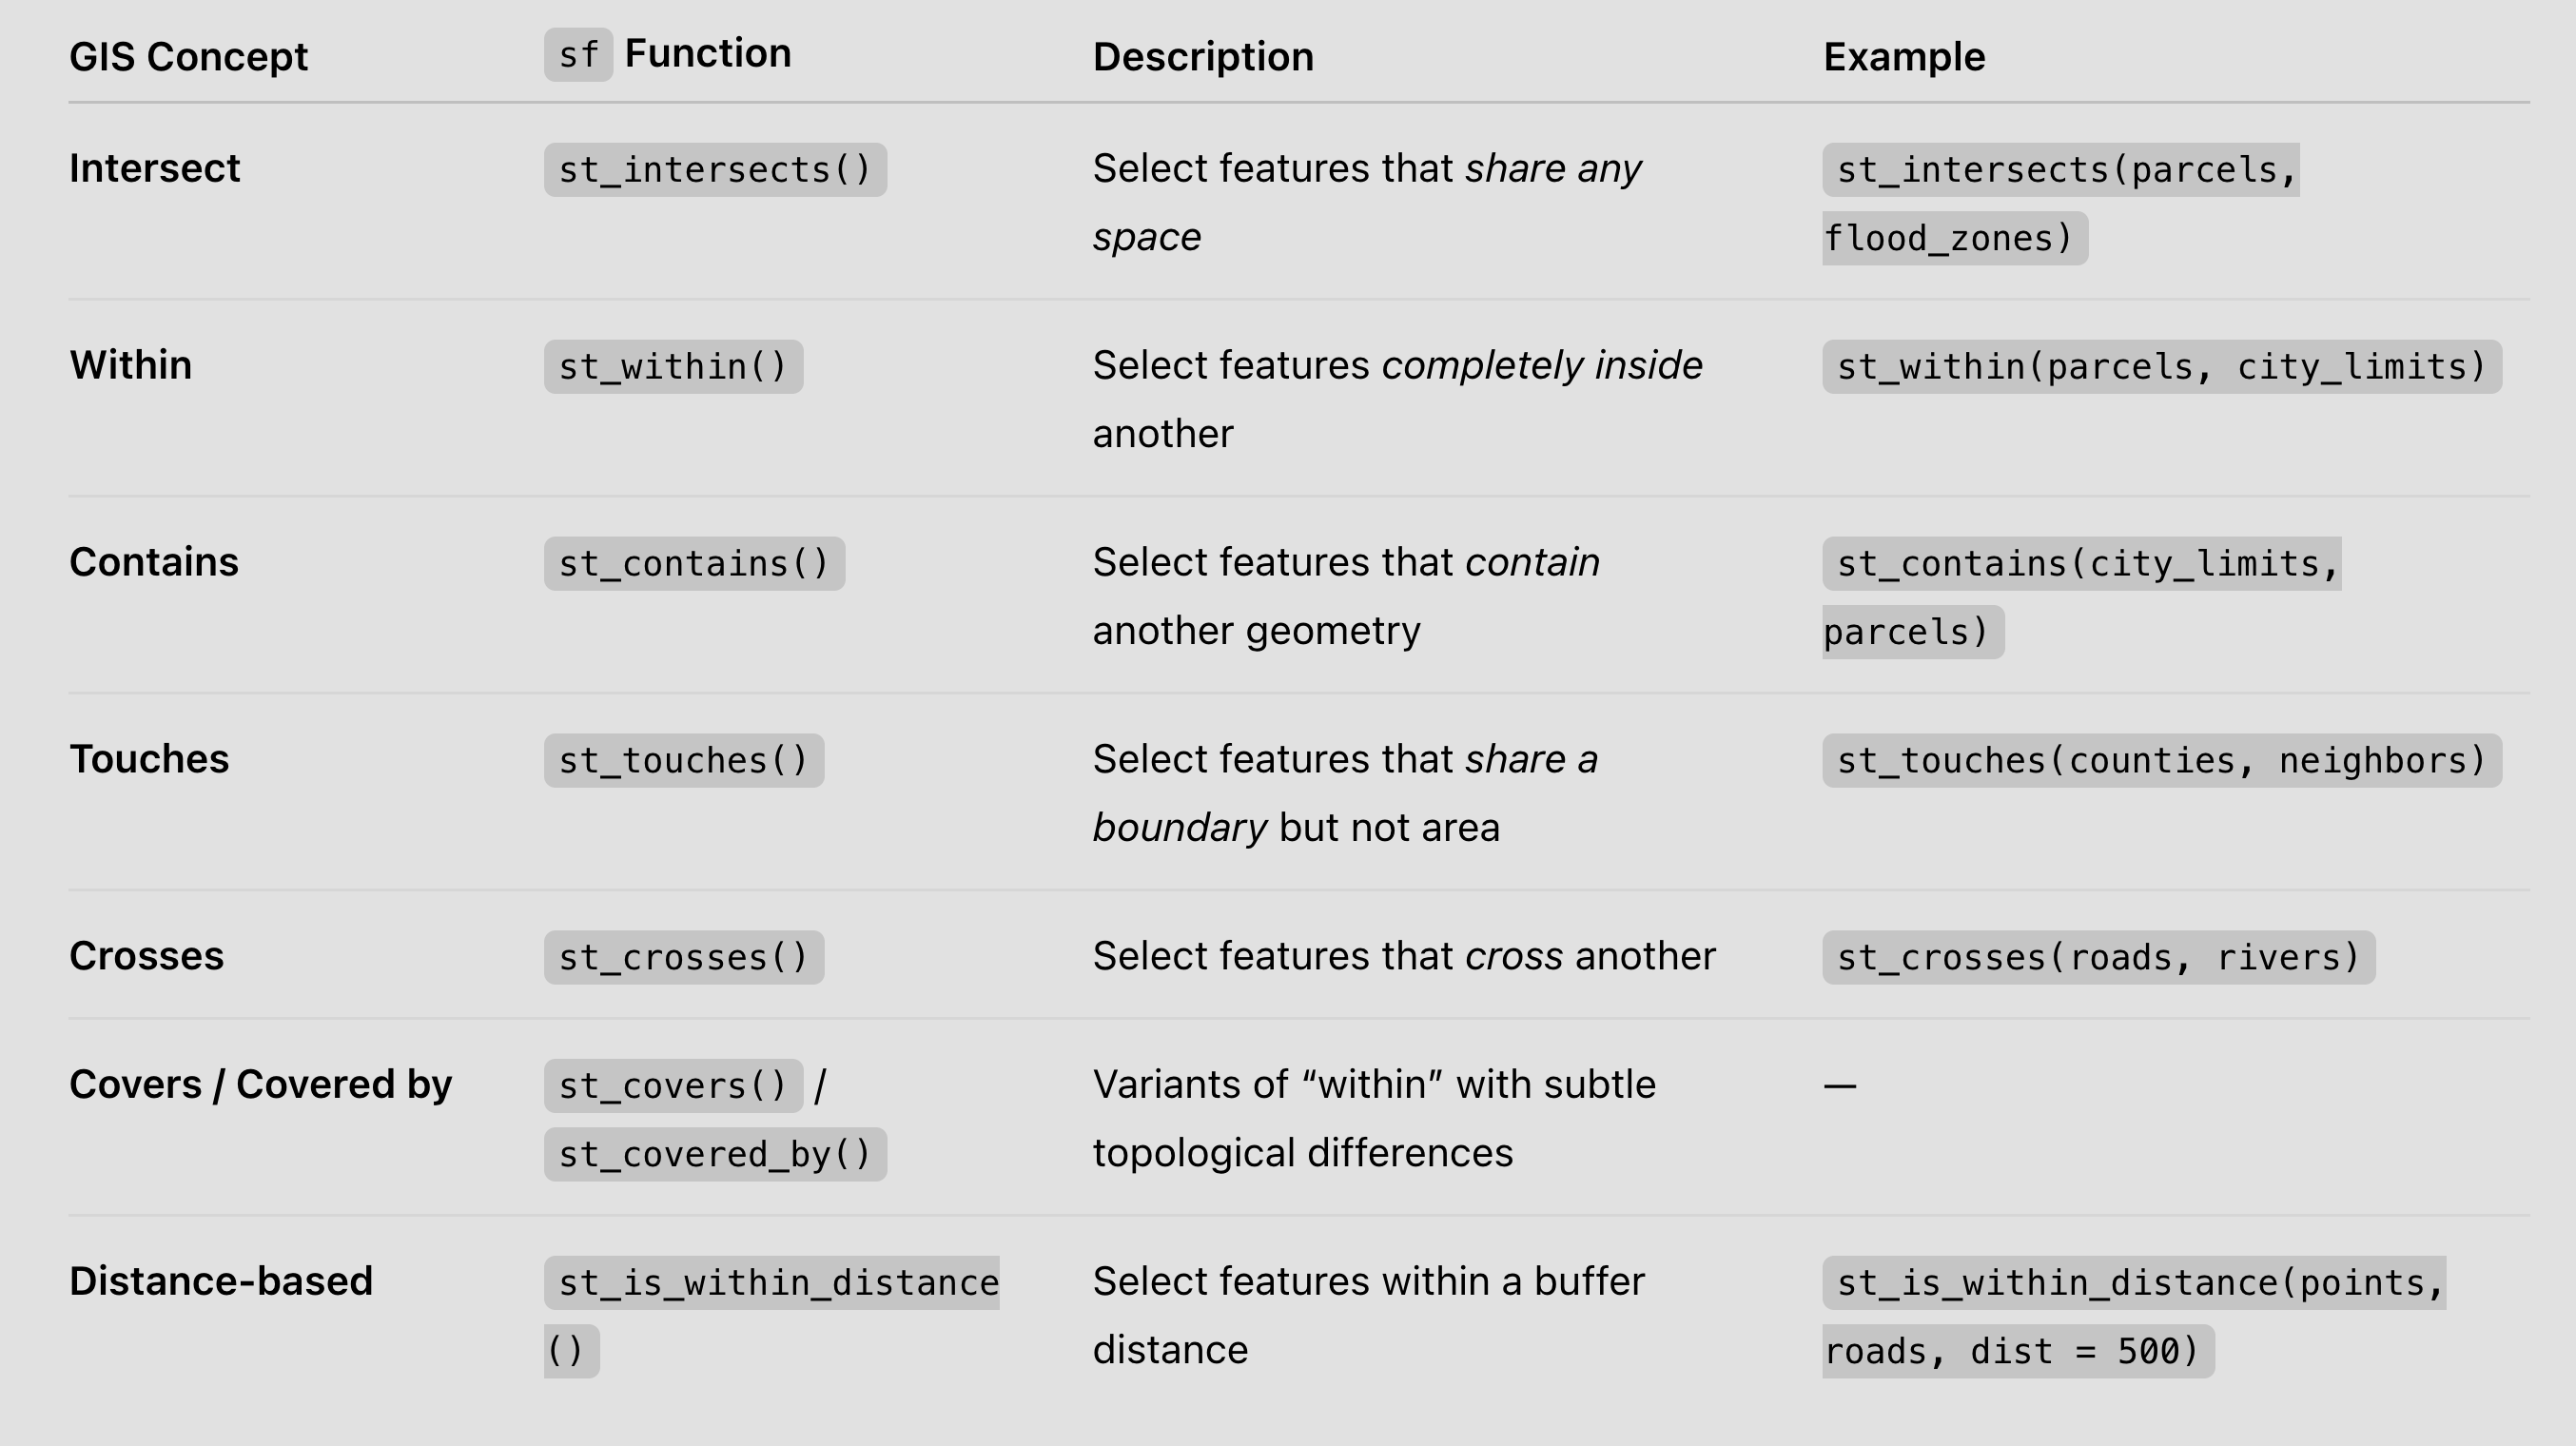 GIS Concept sf Function Description Example
Intersect st_intersects() Select features that share any st_intersects(parcels,
space flood_zones)
Within st_within() Select features completely inside st_within(parcels, city_limits)
another
Contains st_contains() Select features that contain st_contains(city_limits,
another geometry parcels)
Touches st_touches() Select features that share a st_touches(counties, neighbors)
boundary but not area
Crosses st_crosses() Select features that cross another st_crosses(roads, rivers)
Covers / Covered by st_covers() / Variants of “within” with subtle —
st_covered_by() topological differences
Distance-based st_is_within_distance Select features within a buffer st_is_within_distance(points,
() distance roads, dist = 500)